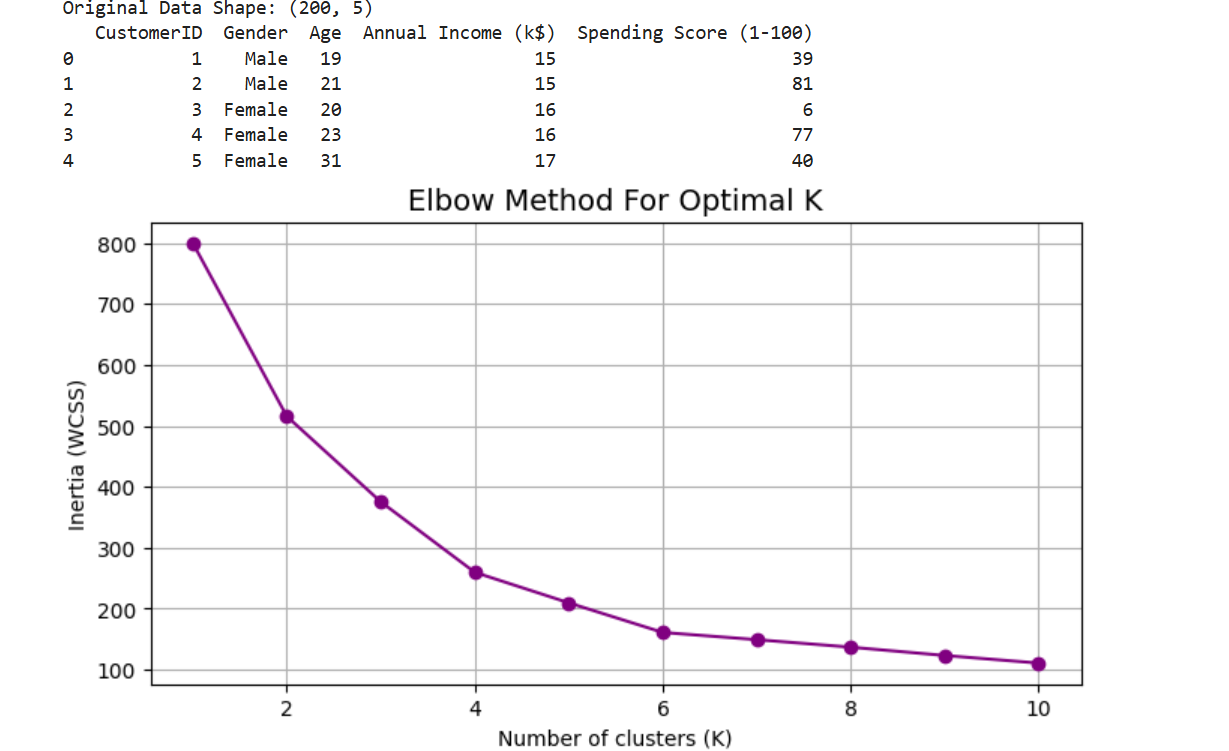 Original Data Shape: (200, 5)
CustomerID Gender Age Annual Income (k$) Spending Score (1-100)
0 1 Male 19 15 39
1 2 Male 21 15 81
2 3 Female 20 16 6
3 4 Female 23 16 77
4 5 Female 31 17 40
Elbow Method For Optimal K
800
700
600
500
400
300
200
100
Inertia (WCSS)
2 4 6 8 10
Number of clusters (K)